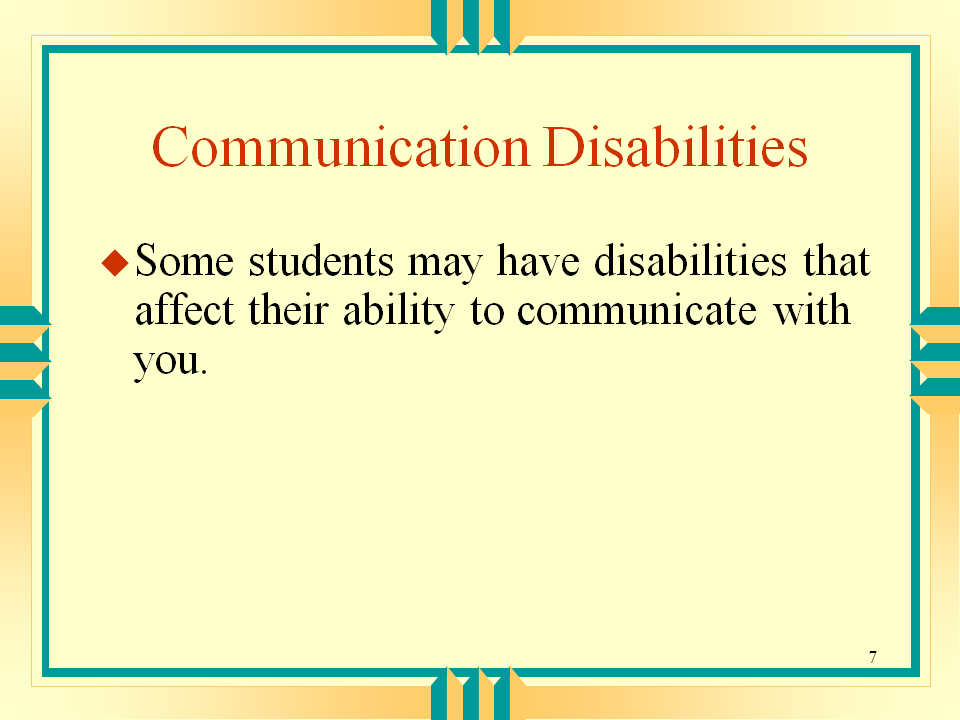 Communication Disabilities
Some students may have disabilities that
affect their ability to communicate with
you.
7